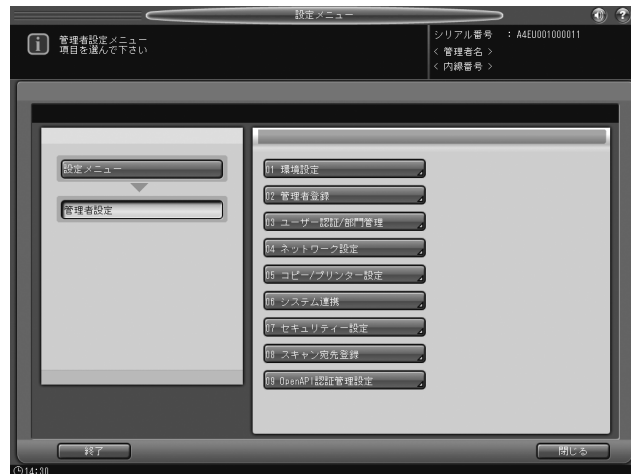 設定メニュー
管理者設定メニュー
項目を選んで下さい
シリアル番号 : A4EU001000011
< 管理者名 >
< 内線番号 >
設定メニュー
管理者設定
01 環境設定
02 管理者登録
03 ユーザー認証/部門管理
04 ネットワーク設定
05 コピー/プリンター設定
06 システム連携
07 セキュリティー設定
08 スキャン宛先登録
09 OpenAPI認証管理設定
終了
閉じる
14:30